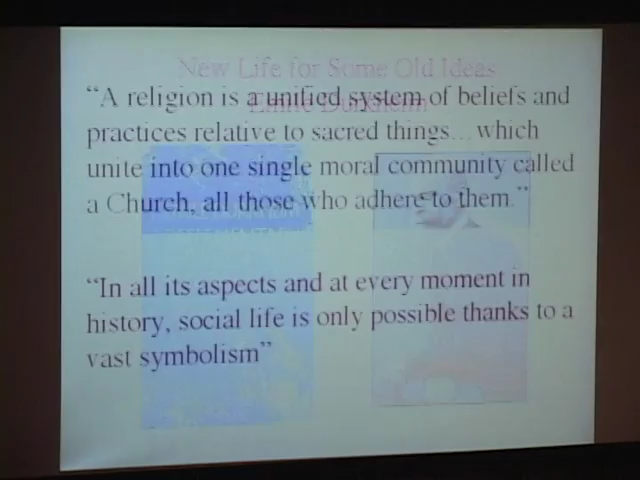 New Life for Some Old Ideas
“A religion is a unified system of beliefs and
Emile Durkheim
practices relative to sacred things... which
unite into one single moral community called
a Church, all those who adhere to them.”
“In all its aspects and at every moment in
history, social life is only possible thanks to a
vast symbolism”